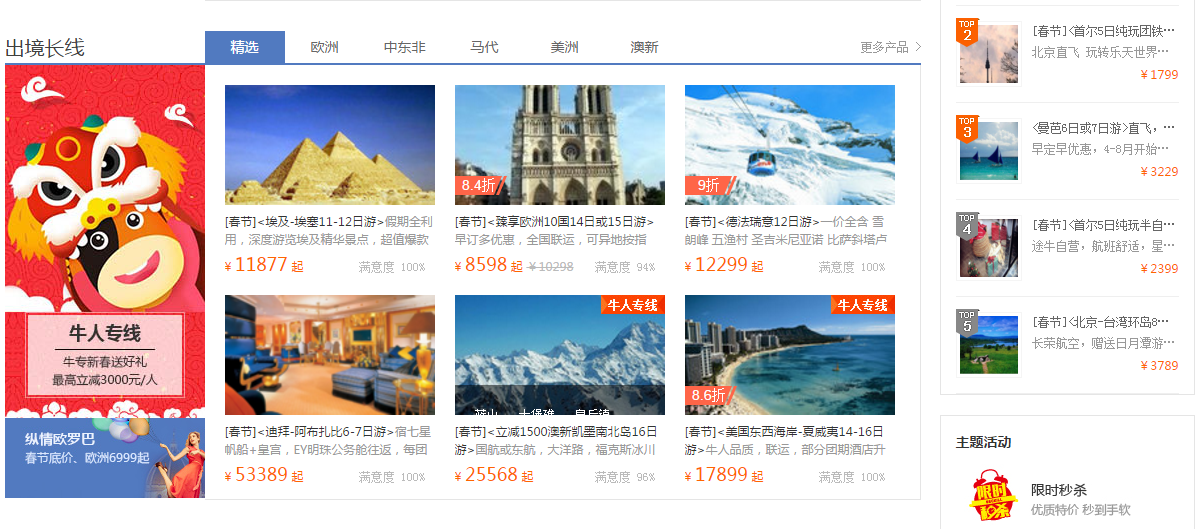 出境长线
精选
欧洲
中东非
马代
美洲
澳新
更多产品
牛人专线
牛专新春送好礼
最高立减3000元/人
纵情欧罗巴
春节底价、欧洲6999起
[春节]<埃及-埃塞11-12日游>假期全利
用，深度游览埃及精华景点，超值爆款
¥ 11877 起
满意度 100%
8.4折
[春节]<臻享欧洲10国14日或15日游>
早订多优惠，全国联运，可异地按指
¥ 8598 起 ¥10298
满意度 94%
9折
[春节]<德法瑞意12日游>一价全含 雪
朗峰 五渔村 圣吉米尼亚诺 比萨斜塔卢
¥ 12299 起
满意度 100%
[春节]<迪拜-阿布扎比6-7日游>宿七星
帆船+皇宫，EY明珠公务舱往返，每团
¥ 53389 起
满意度 100%
牛人专线
[春节]<立减1500澳新凯墨南北岛16日
游>国航或东航，大洋路，福克斯冰川
¥ 25568 起
满意度 96%
牛人专线
8.6折
[春节]<美国东西海岸-夏威夷14-16日
游>牛人品质，联运，部分团期酒店升
¥ 17899 起
满意度 100%
TOP
2
[春节]<首尔5日纯玩团铁…
北京直飞 玩转乐天世界…
¥ 1799
TOP
3
<曼芭6日或7日游>直飞，…
早定早优惠，4-8月开始…
¥ 3229
TOP
4
[春节]<首尔5日纯玩半自…
途牛自营，航班舒适，星…
¥ 2399
TOP
5
[春节]<北京-台湾环岛8…
长荣航空，赠送日月潭游…
¥ 3789
主题活动
限时
秒杀
限时秒杀
优质特价 秒到手软